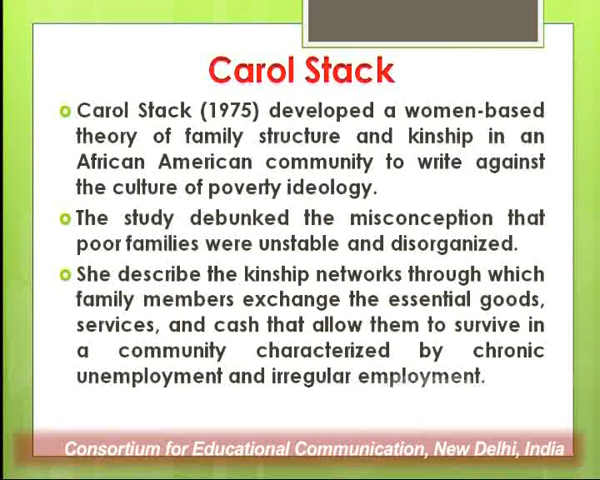 Carol Stack
Carol Stack (1975) developed a women-based
theory of family structure and kinship in an
African American community to write against
the culture of poverty ideology.
The study debunked the misconception that
poor families were unstable and disorganized.
She describe the kinship networks through which
family members exchange the essential goods,
services, and cash that allow them to survive in
a community characterized by chronic
unemployment and irregular employment.
Consortium for Educational Communication, New Delhi, India